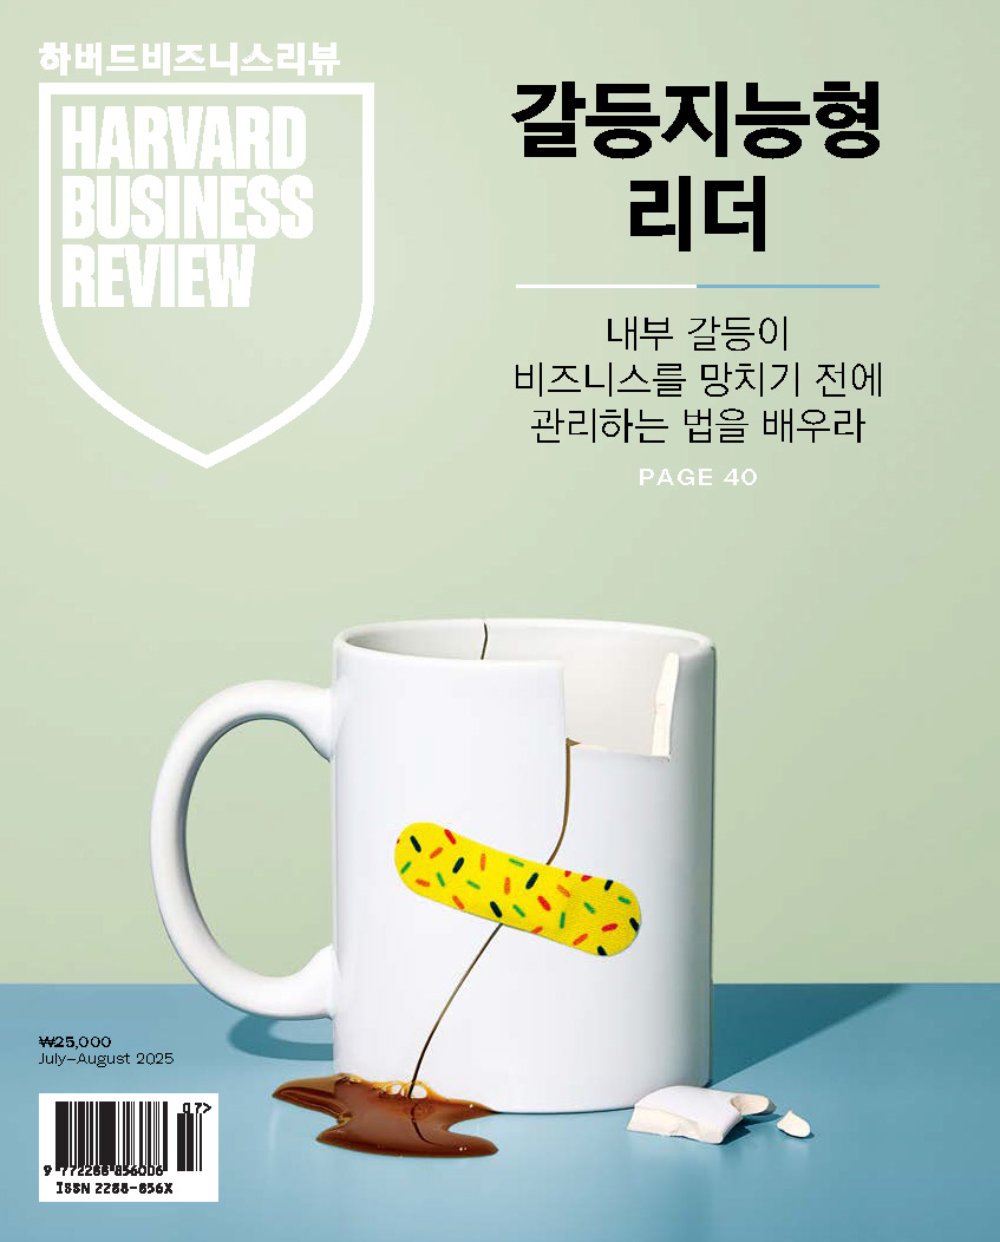 하버드비즈니스리뷰
HARVARD
BUSINESS
REVIEW
갈등지능형
리더
내부 갈등이
비즈니스를 망치기 전에
관리하는 법을 배우라
PAGE 40
₩25,000
July–August 2025
07>
9 772288 856006
ISSN 2288-856X